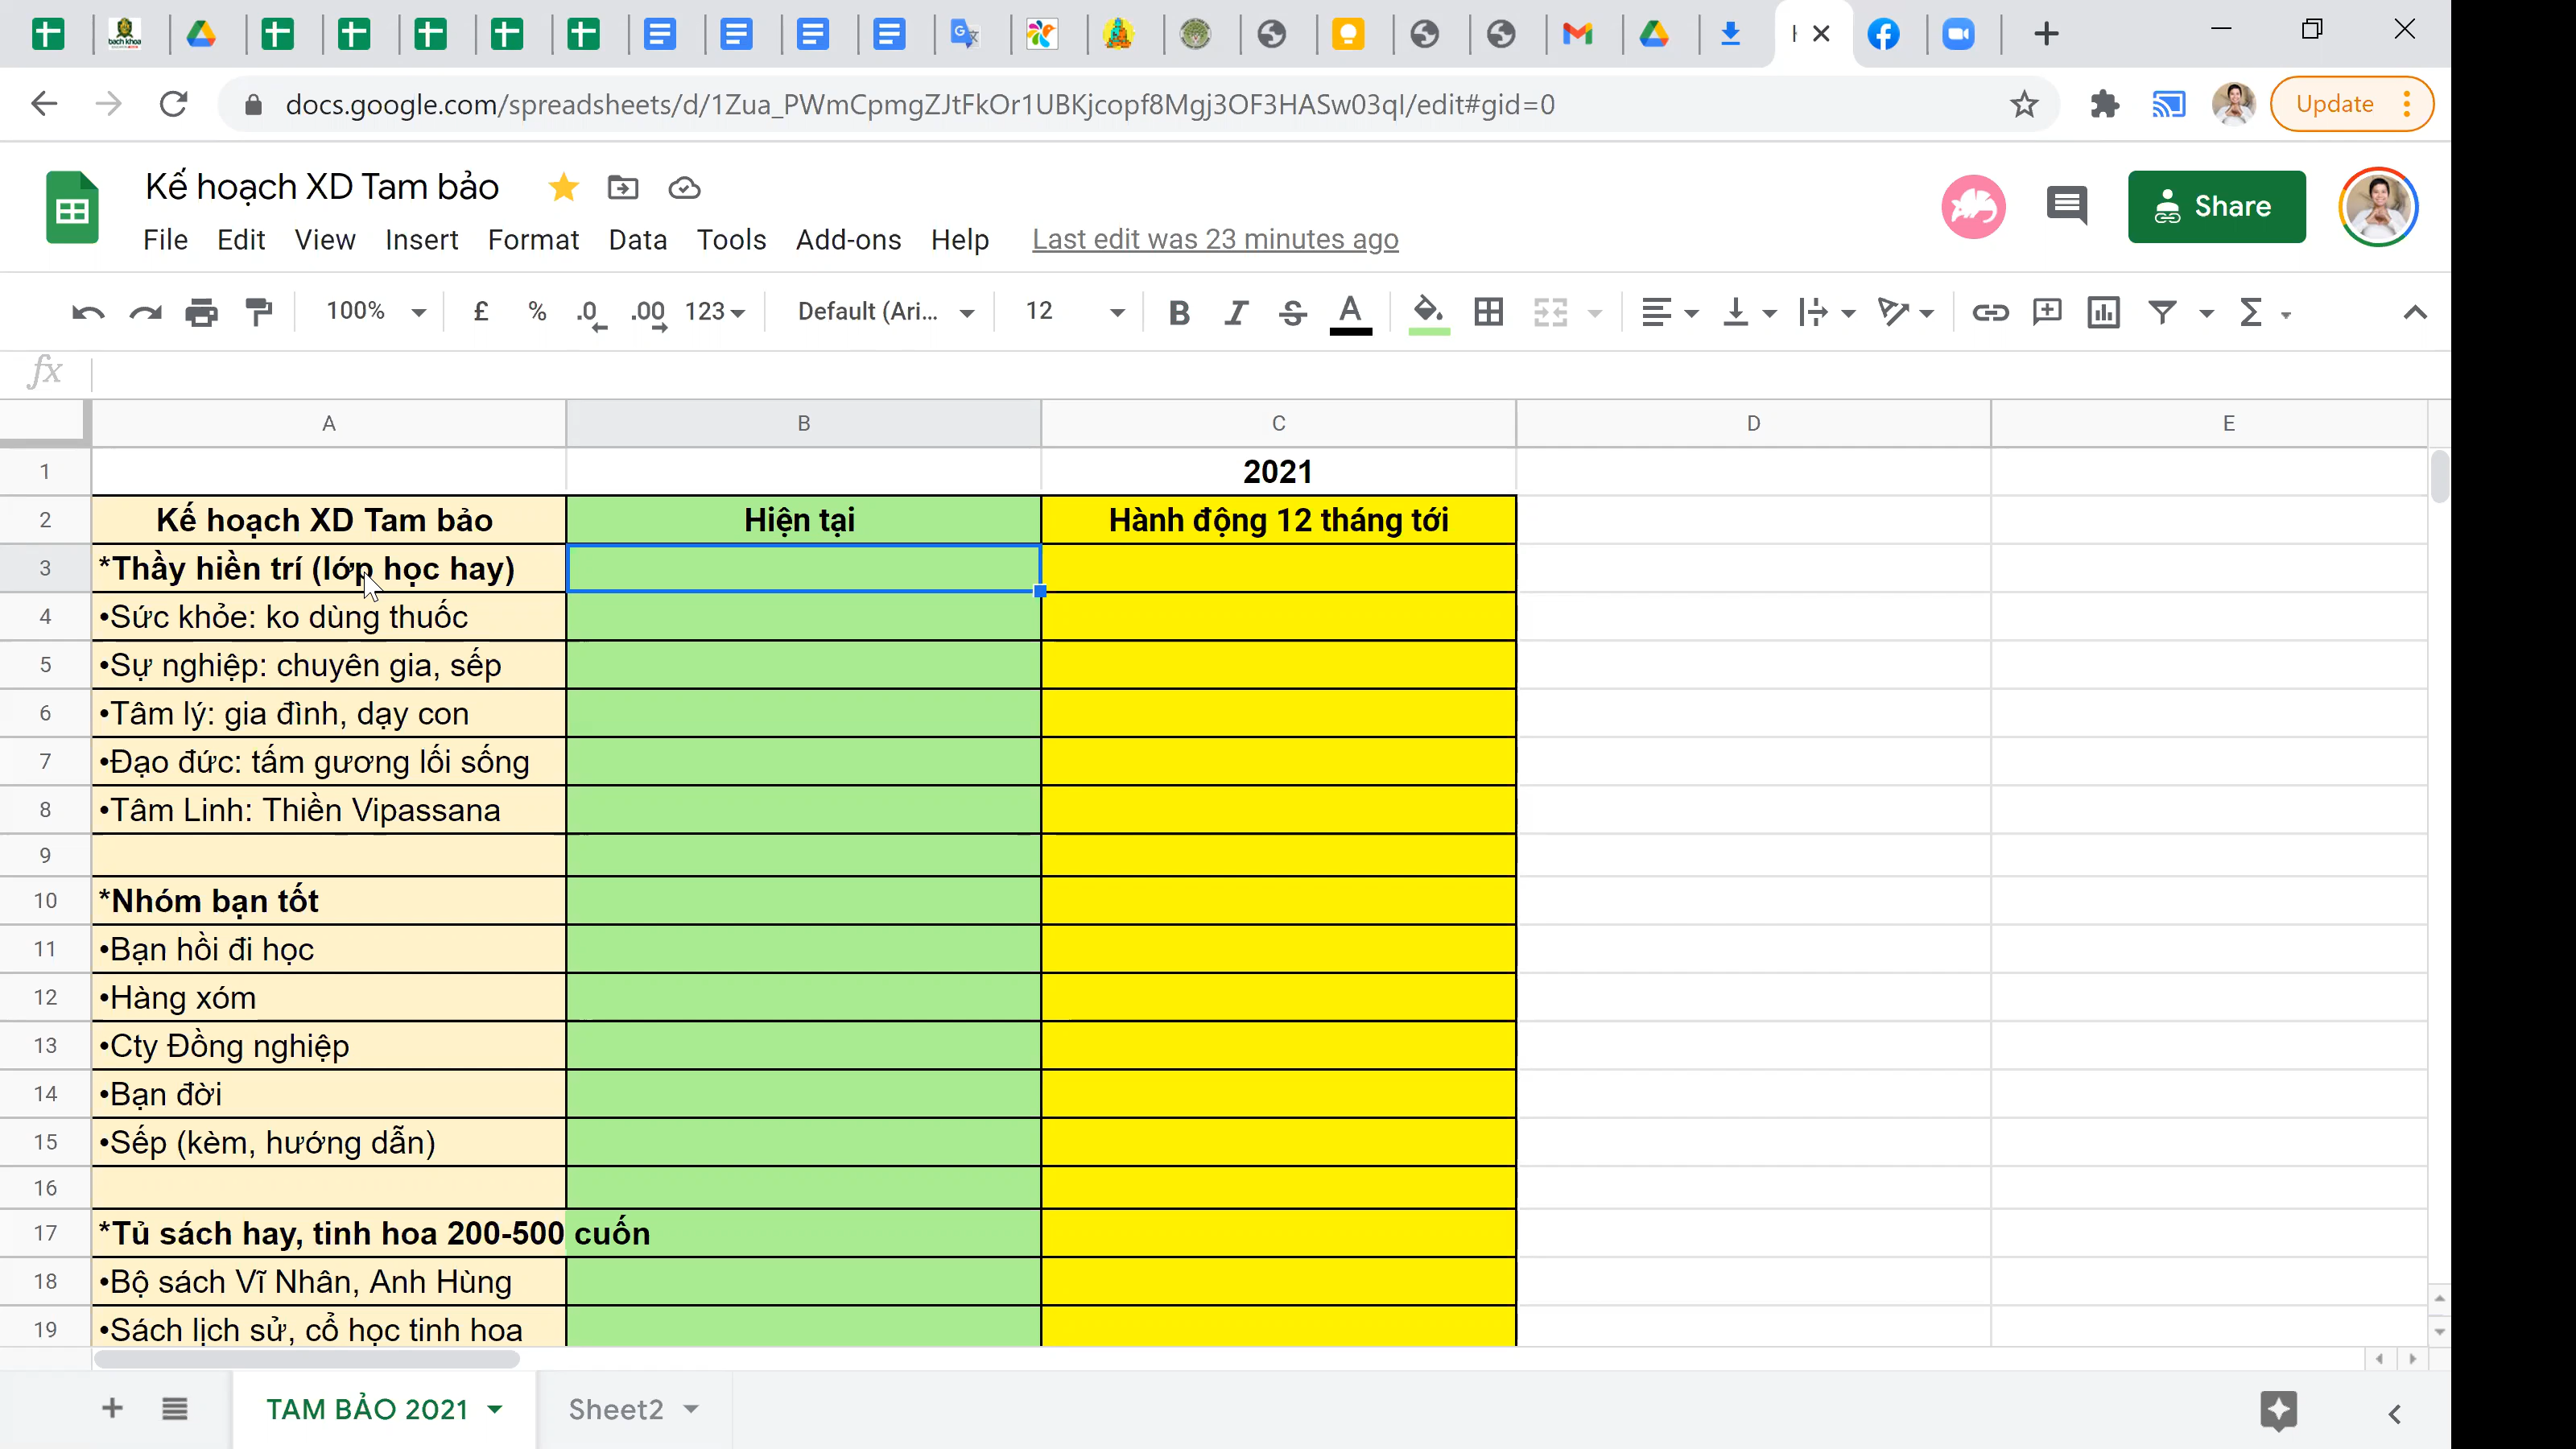 docs.google.com/spreadsheets/d/1Zua_PWmCpmgZJtFkOr1UBKjcopf8Mgj3OF3HASw03qI/edit#gid=0
Update
Kế hoạch XD Tam bảo
File Edit View Insert Format Data Tools Add-ons Help Last edit was 23 minutes ago
Share
100% £ % .0 .00 123 Default (Ari... 12 B I S A
fx
A B C D E
1 2021
2 Kế hoạch XD Tam bảo Hiện tại Hành động 12 tháng tới
3 *Thầy hiền trí (lớp học hay)
4 •Sức khỏe: ko dùng thuốc
5 •Sự nghiệp: chuyên gia, sếp
6 •Tâm lý: gia đình, dạy con
7 •Đạo đức: tấm gương lối sống
8 •Tâm Linh: Thiền Vipassana
9
10 *Nhóm bạn tốt
11 •Bạn hồi đi học
12 •Hàng xóm
13 •Cty Đồng nghiệp
14 •Bạn đời
15 •Sếp (kèm, hướng dẫn)
16
17 *Tủ sách hay, tinh hoa 200-500 cuốn
18 •Bộ sách Vĩ Nhân, Anh Hùng
19 •Sách lịch sử, cổ học tinh hoa
TAM BẢO 2021 Sheet2